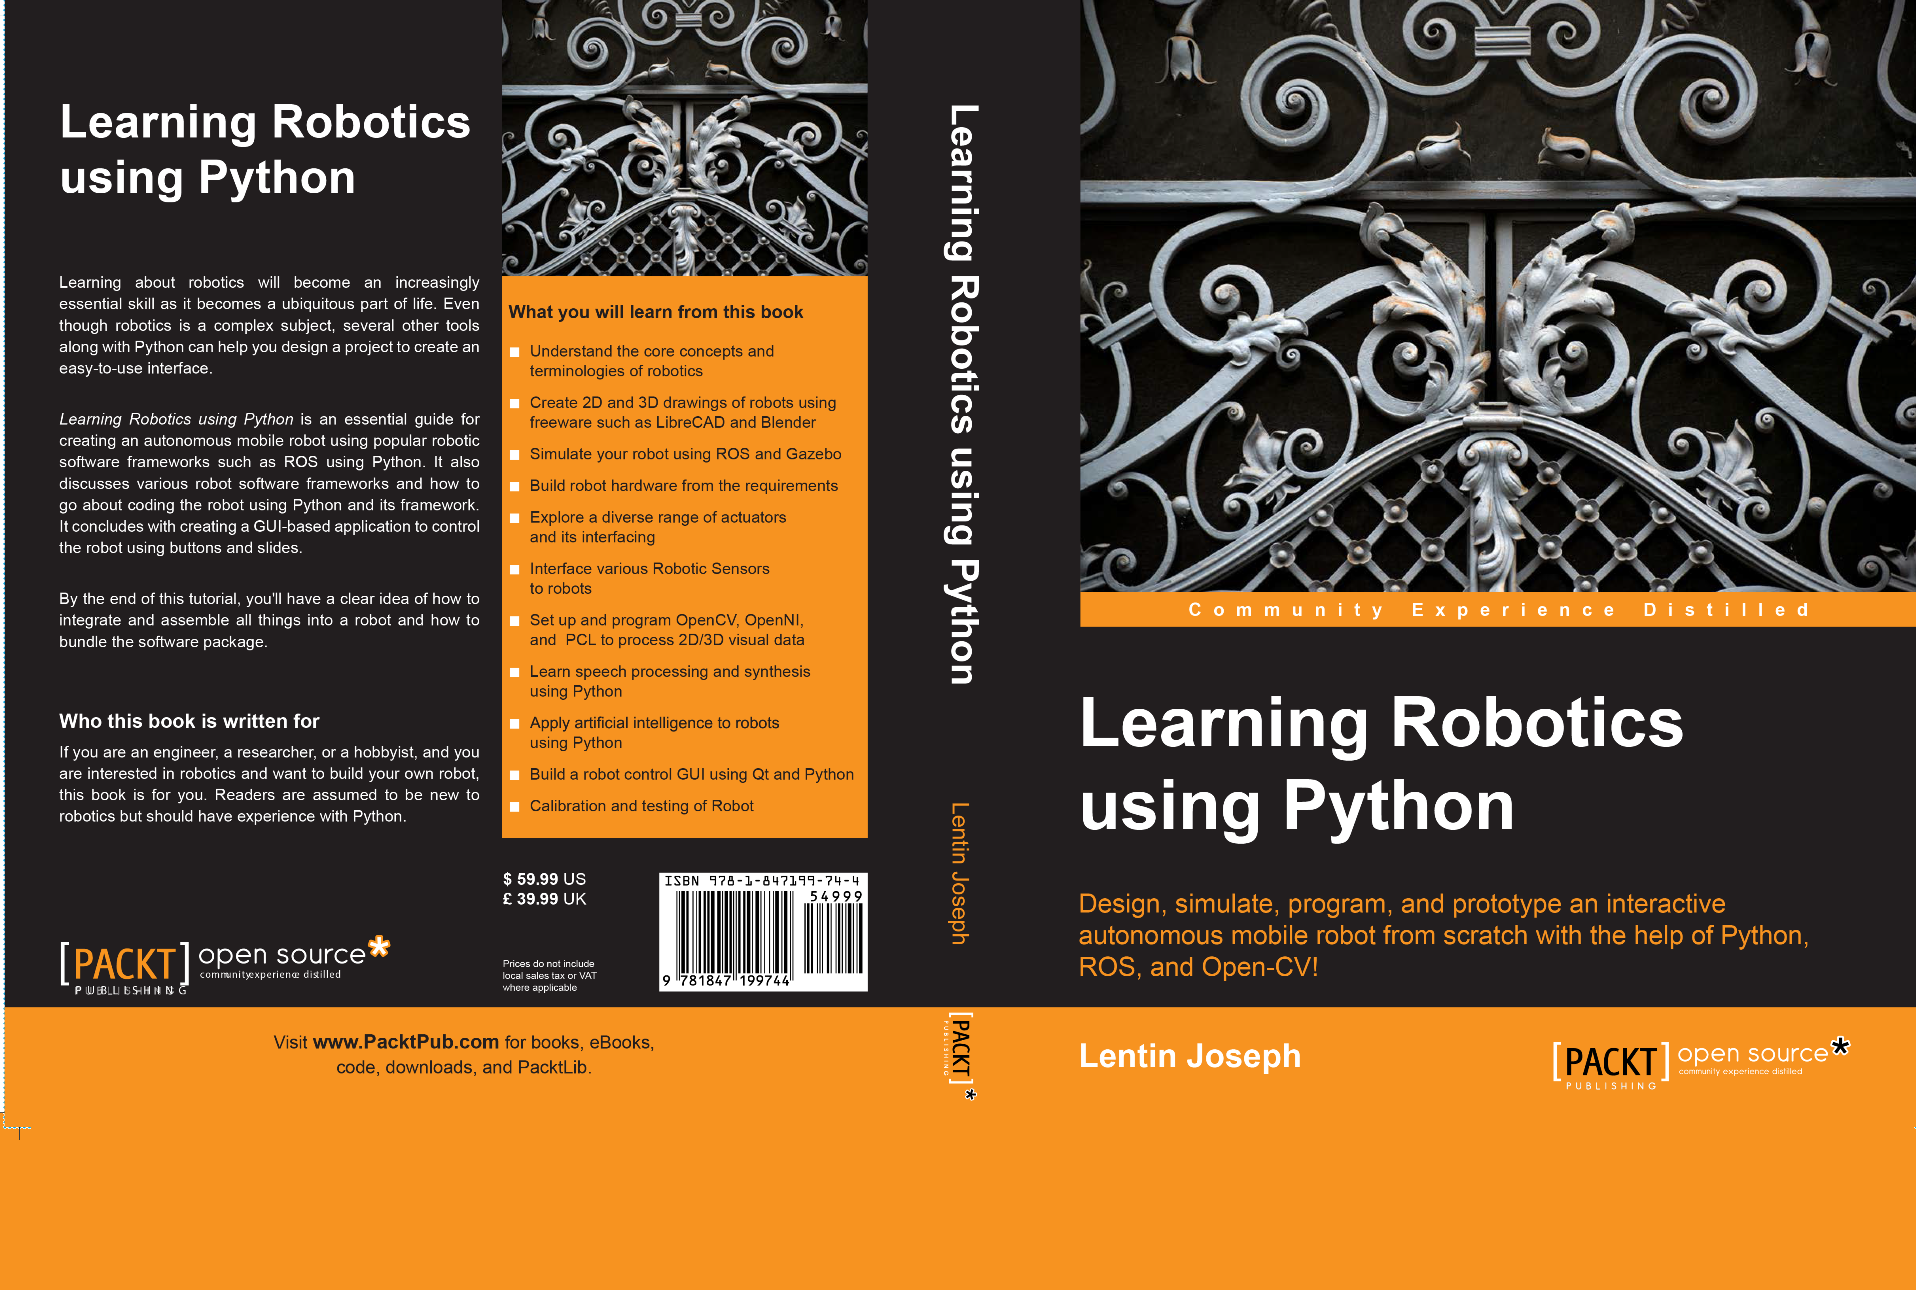 Learning Robotics
using Python
Learning about robotics will become an increasingly
essential skill as it becomes a ubiquitous part of life. Even
though robotics is a complex subject, several other tools
along with Python can help you design a project to create an
easy-to-use interface.
Learning Robotics using Python is an essential guide for
creating an autonomous mobile robot using popular robotic
software frameworks such as ROS using Python. It also
discusses various robot software frameworks and how to
go about coding the robot using Python and its framework.
It concludes with creating a GUI-based application to control
the robot using buttons and slides.
By the end of this tutorial, you'll have a clear idea of how to
integrate and assemble all things into a robot and how to
bundle the software package.
Who this book is written for
If you are an engineer, a researcher, or a hobbyist, and you
are interested in robotics and want to build your own robot,
this book is for you. Readers are assumed to be new to
robotics but should have experience with Python.
[PACKT] open source*
community experience distilled
PUBLISHING
What you will learn from this book
Understand the core concepts and
terminologies of robotics
Create 2D and 3D drawings of robots using
freeware such as LibreCAD and Blender
Simulate your robot using ROS and Gazebo
Build robot hardware from the requirements
Explore a diverse range of actuators
and its interfacing
Interface various Robotic Sensors
to robots
Set up and program OpenCV, OpenNI,
and PCL to process 2D/3D visual data
Learn speech processing and synthesis
using Python
Apply artificial intelligence to robots
using Python
Build a robot control GUI using Qt and Python
Calibration and testing of Robot
$ 59.99 US
£ 39.99 UK
Prices do not include
local sales tax or VAT
where applicable
ISBN 978-1-847199-74-4
54999
9 781847 199744
Visit www.PacktPub.com for books, eBooks,
code, downloads, and PacktLib.
Learning Robotics using Python
Lentin Joseph
[PACKT]*
PUBLISHING
Community Experience Distilled
Learning Robotics
using Python
Design, simulate, program, and prototype an interactive
autonomous mobile robot from scratch with the help of Python,
ROS, and Open-CV!
Lentin Joseph
[PACKT] open source*
community experience distilled
PUBLISHING